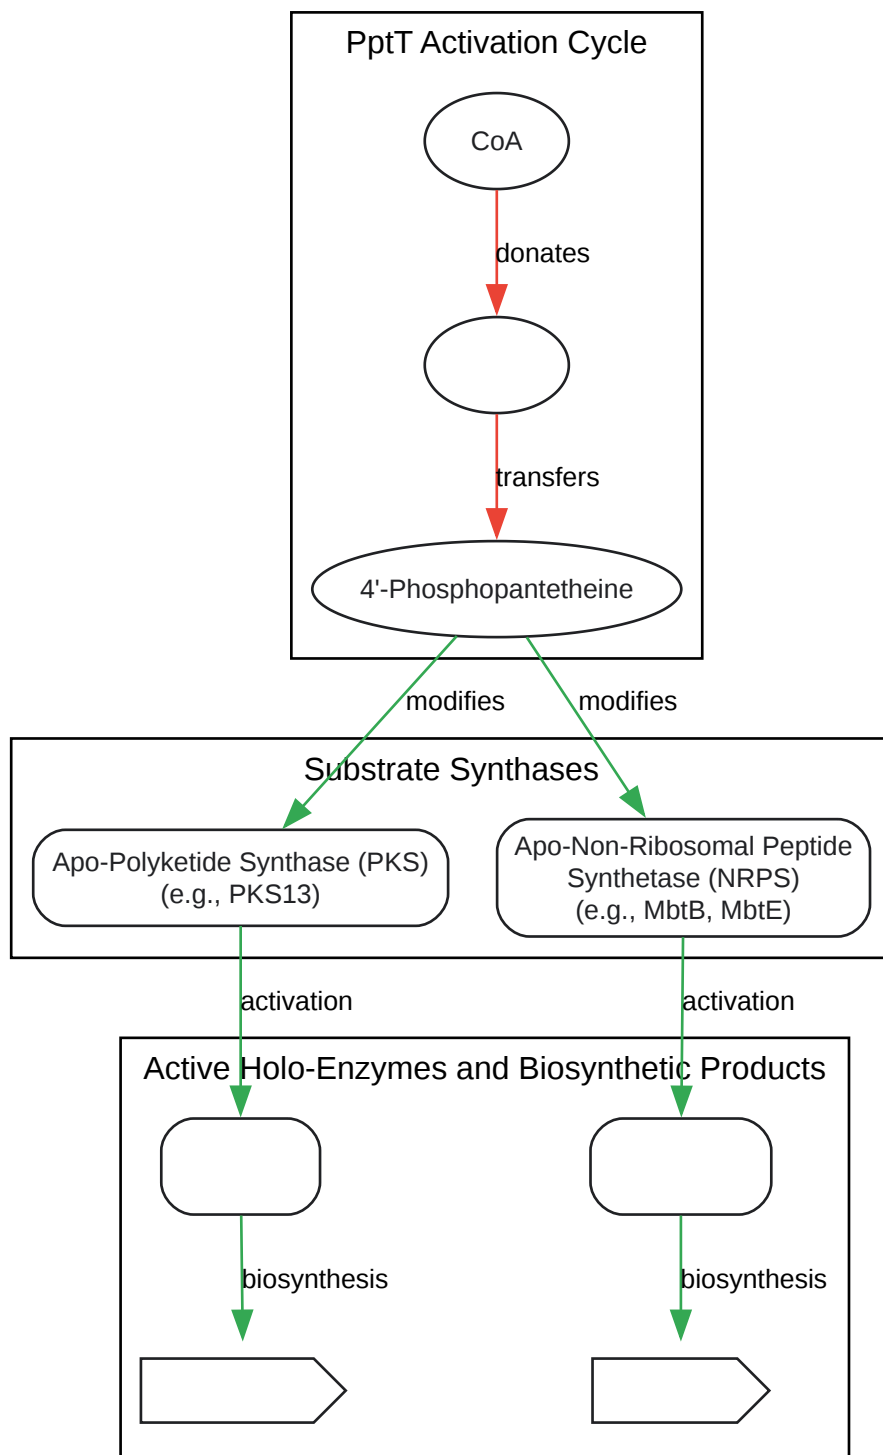 PptT Activation Cycle
CoA
donates
transfers
4'-Phosphopantetheine
modifies
modifies
Substrate Synthases
Apo-Polyketide Synthase (PKS)
(e.g., PKS13)
Apo-Non-Ribosomal Peptide
Synthetase (NRPS)
(e.g., MbtB, MbtE)
activation
activation
Active Holo-Enzymes and Biosynthetic Products
biosynthesis
biosynthesis